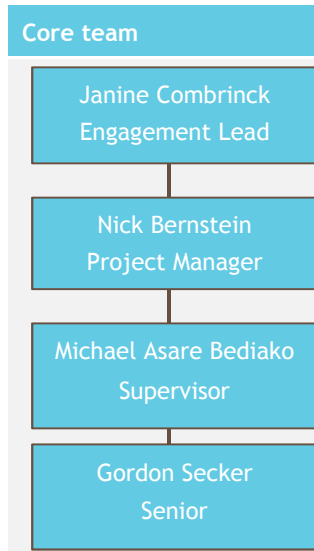 Core team
Janine Combrinck
Engagement Lead
Nick Bernstein
Project Manager
Michael Asare Bediako
Supervisor
Gordon Secker
Senior